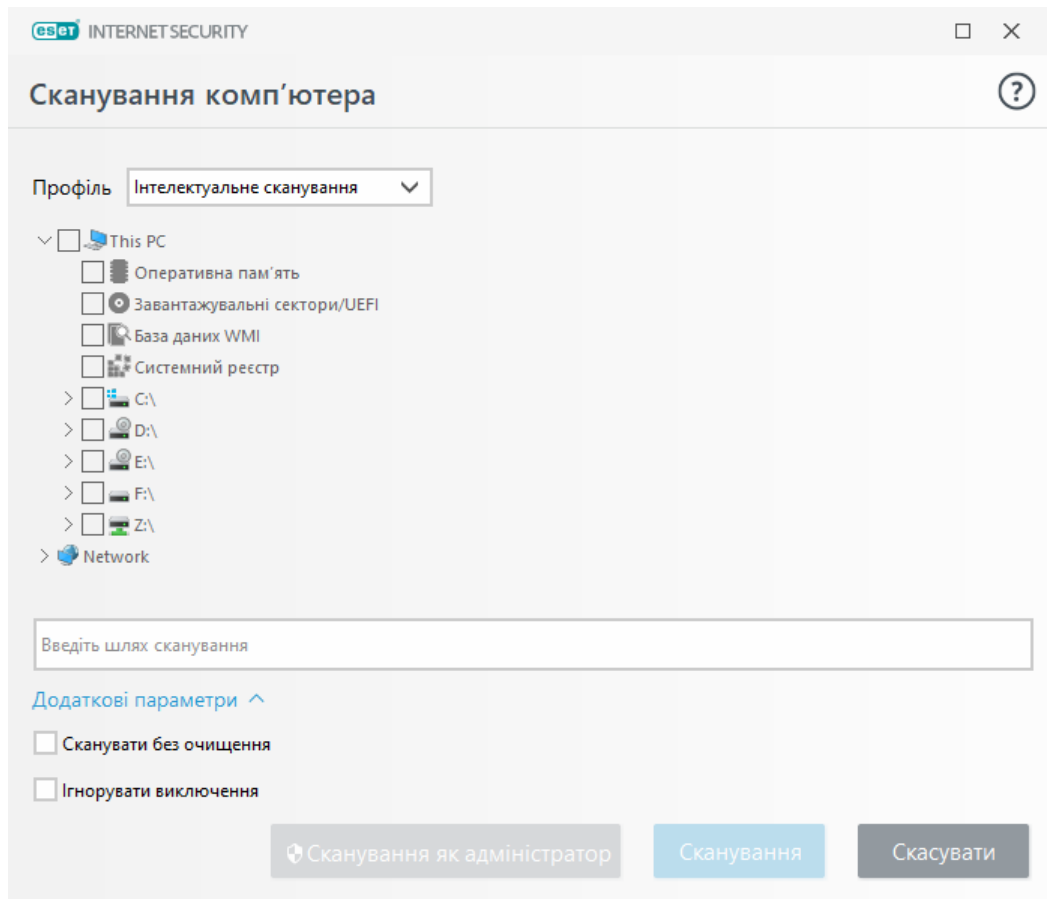 eset INTERNET SECURITY
Сканування комп'ютера
?
Профіль Інтелектуальне сканування
This PC
Оперативна пам'ять
Завантажувальні сектори/UEFI
База даних WMI
Системний реєстр
C:\
D:\
E:\
F:\
Z:\
Network
Введіть шлях сканування
Додаткові параметри
Сканувати без очищення
Ігнорувати виключення
Сканування як адміністратор Сканування Скасувати